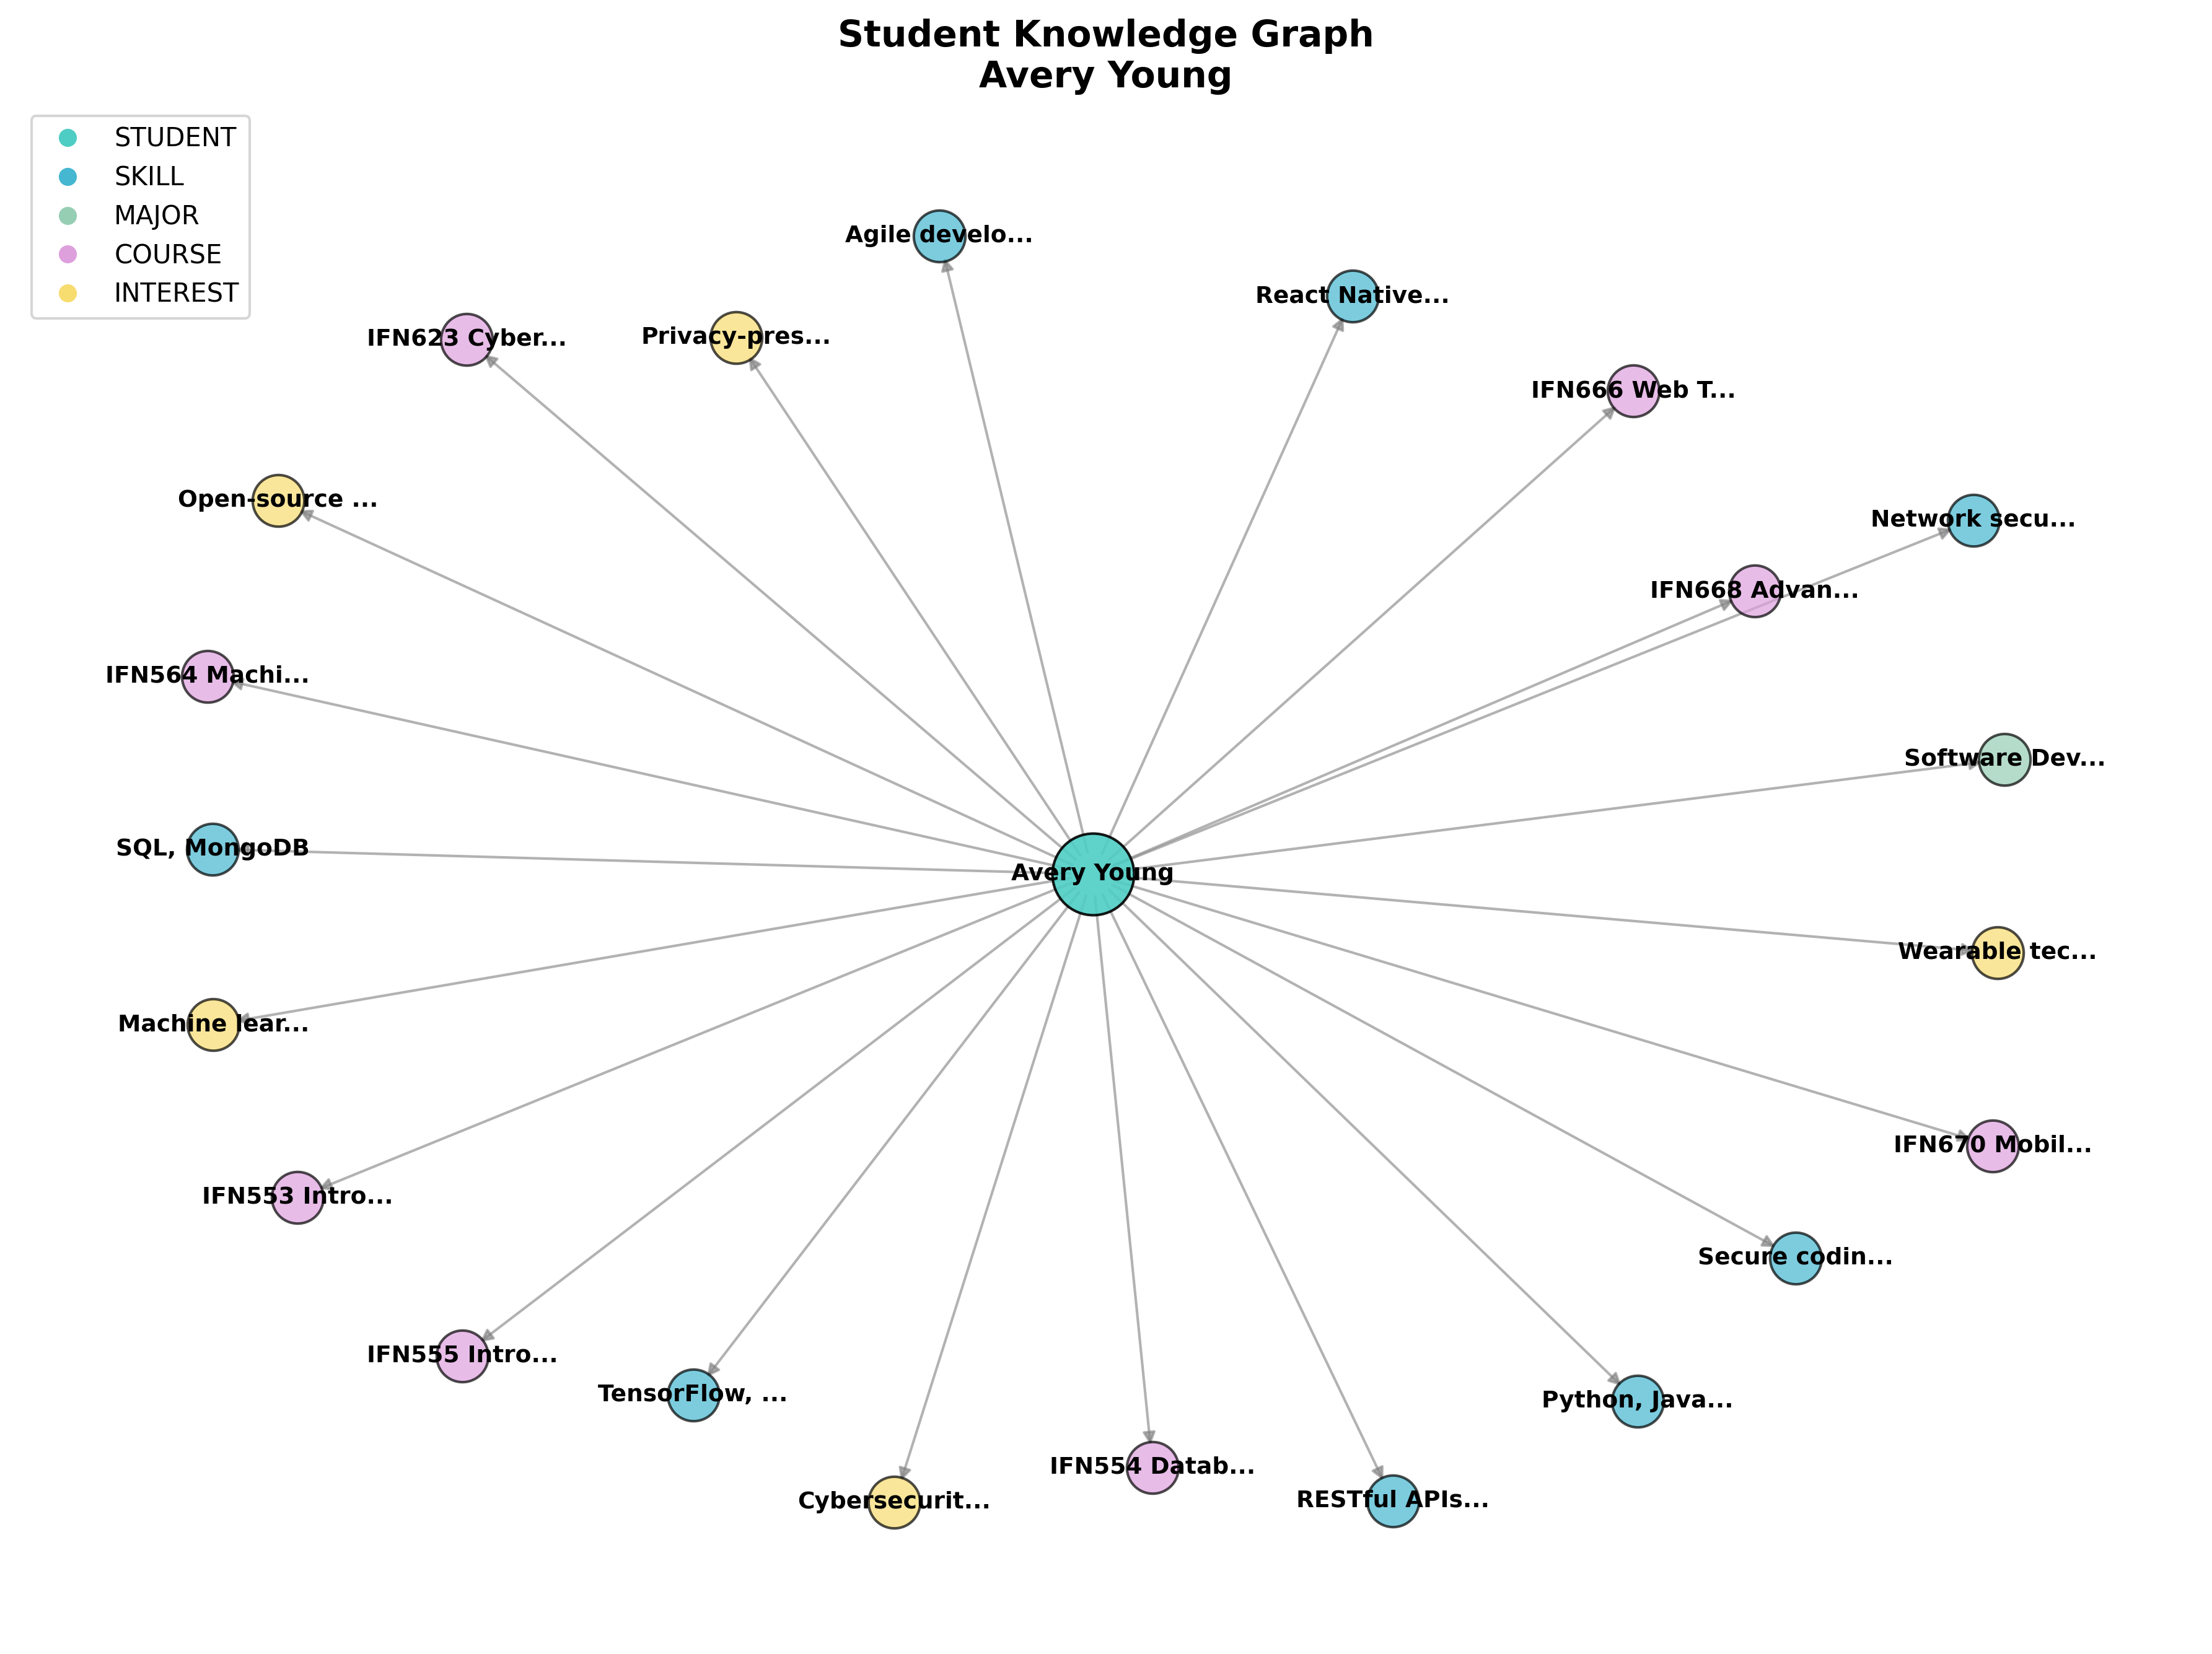 Student Knowledge Graph
Avery Young
STUDENT
SKILL
MAJOR
COURSE
INTEREST
Agile develo...
React Native...
IFN623 Cyber...
Privacy-pres...
IFN666 Web T...
Open-source ...
Network secu...
IFN668 Advan...
IFN564 Machi...
Software Dev...
SQL, MongoDB
Avery Young
Wearable tec...
Machine lear...
IFN670 Mobil...
IFN553 Intro...
Secure codin...
IFN555 Intro...
TensorFlow, ...
Python, Java...
IFN554 Datab...
Cybersecurit...
RESTful APIs...